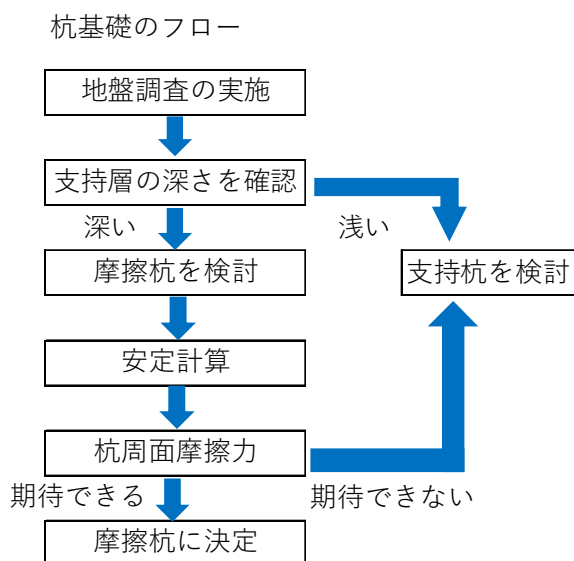 杭基礎のフロー
地盤調査の実施
支持層の深さを確認
深い
浅い
摩擦杭を検討
支持杭を検討
安定計算
杭周面摩擦力
期待できる
期待できない
摩擦杭に決定